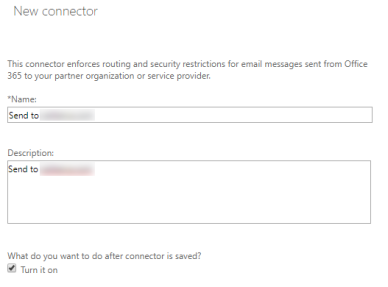 New connector
This connector enforces routing and security restrictions for email messages sent from Office
365 to your partner organization or service provider.
*Name:
Send to
Description:
Send to
What do you want to do after connector is saved?
Turn it on